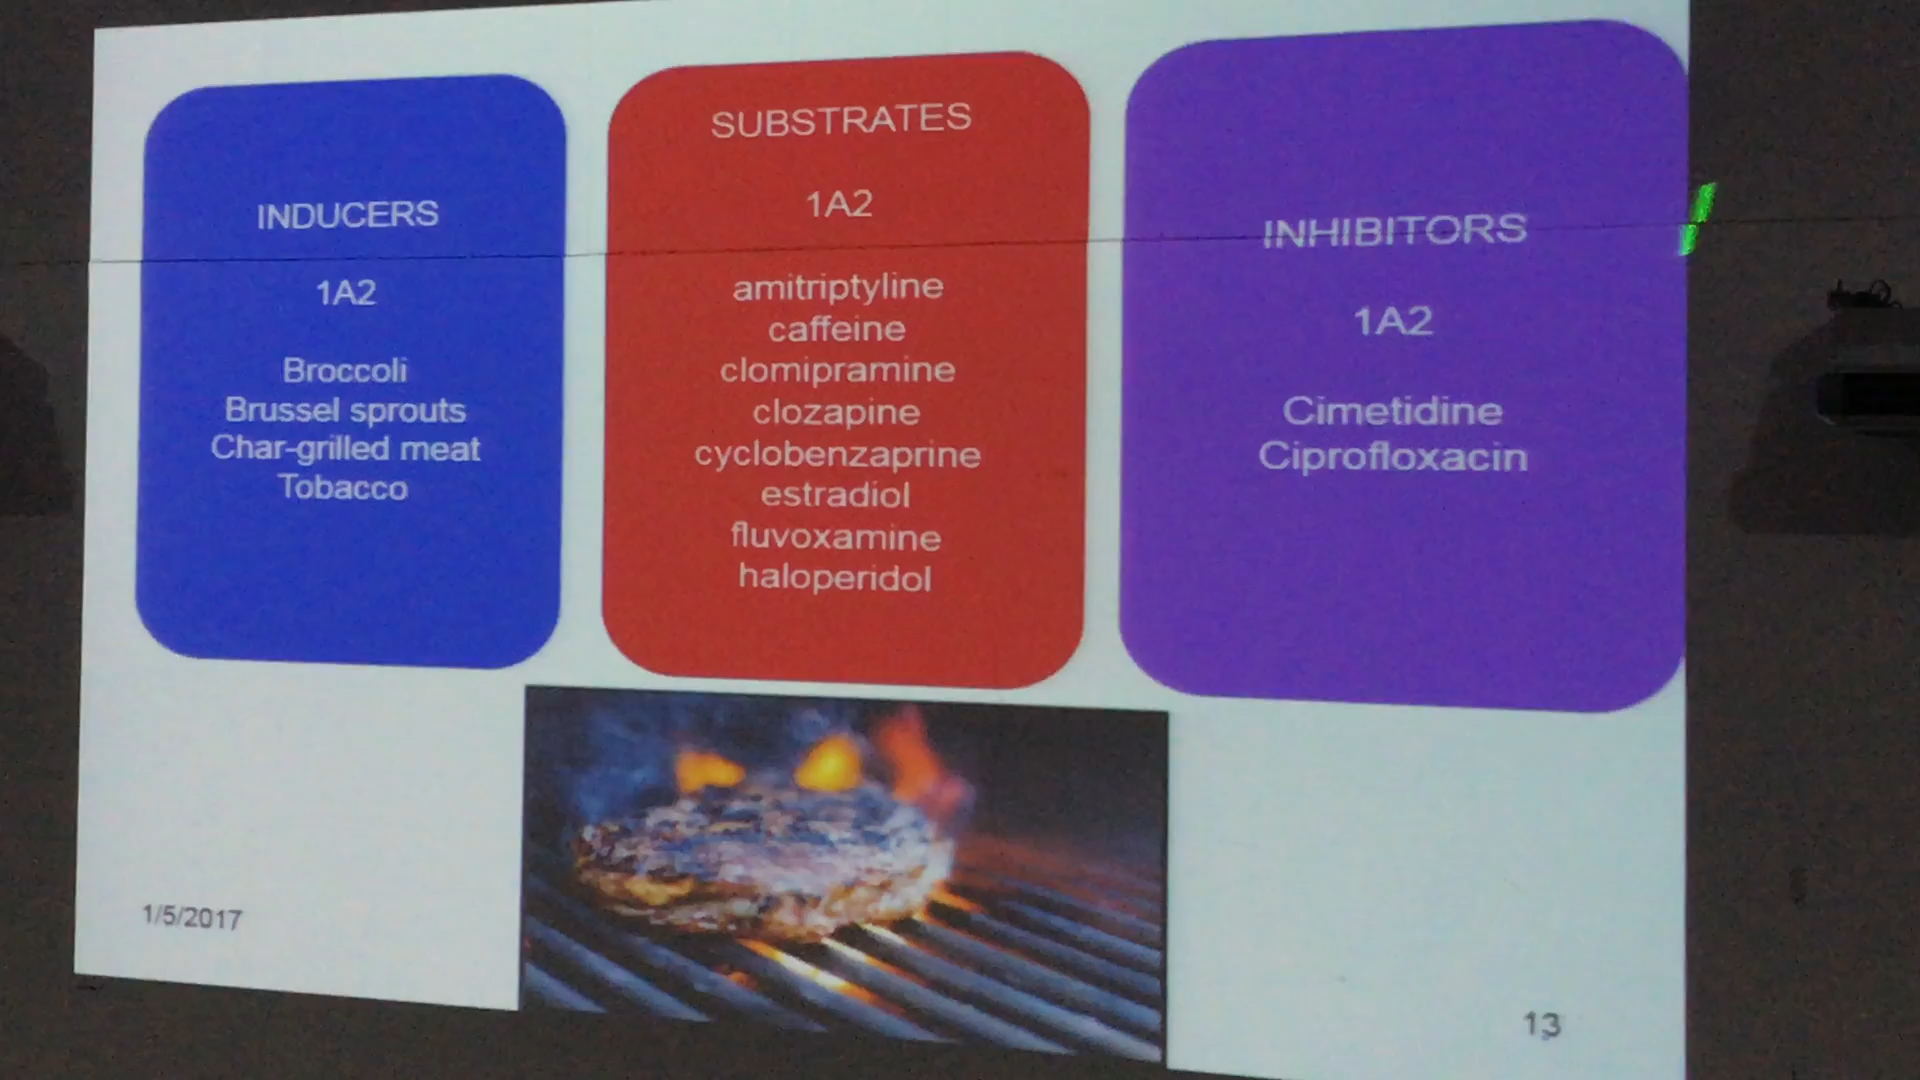 INDUCERS
1A2
Broccoli
Brussel sprouts
Char-grilled meat
Tobacco
SUBSTRATES
1A2
amitriptyline
caffeine
clomipramine
clozapine
cyclobenzaprine
estradiol
fluvoxamine
haloperidol
INHIBITORS
1A2
Cimetidine
Ciprofloxacin
1/5/2017
13